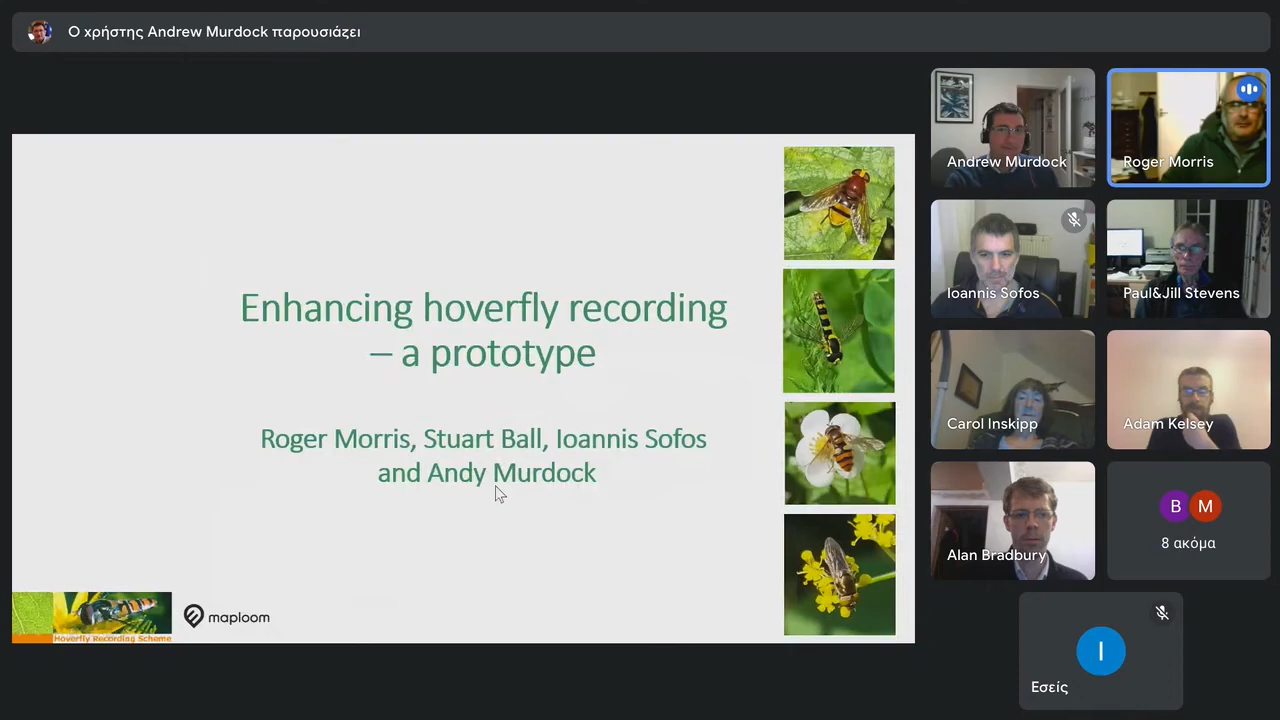 Ο χρήστης Andrew Murdock παρουσιάζει
Enhancing hoverfly recording
– a prototype
Roger Morris, Stuart Ball, Ioannis Sofos
and Andy Murdock
Hoverfly Recording Scheme
maploom
Andrew Murdock
Roger Morris
Ioannis Sofos
Paul&Jill Stevens
Carol Inskipp
Adam Kelsey
Alan Bradbury
B M
8 ακόμα
I
Εσείς